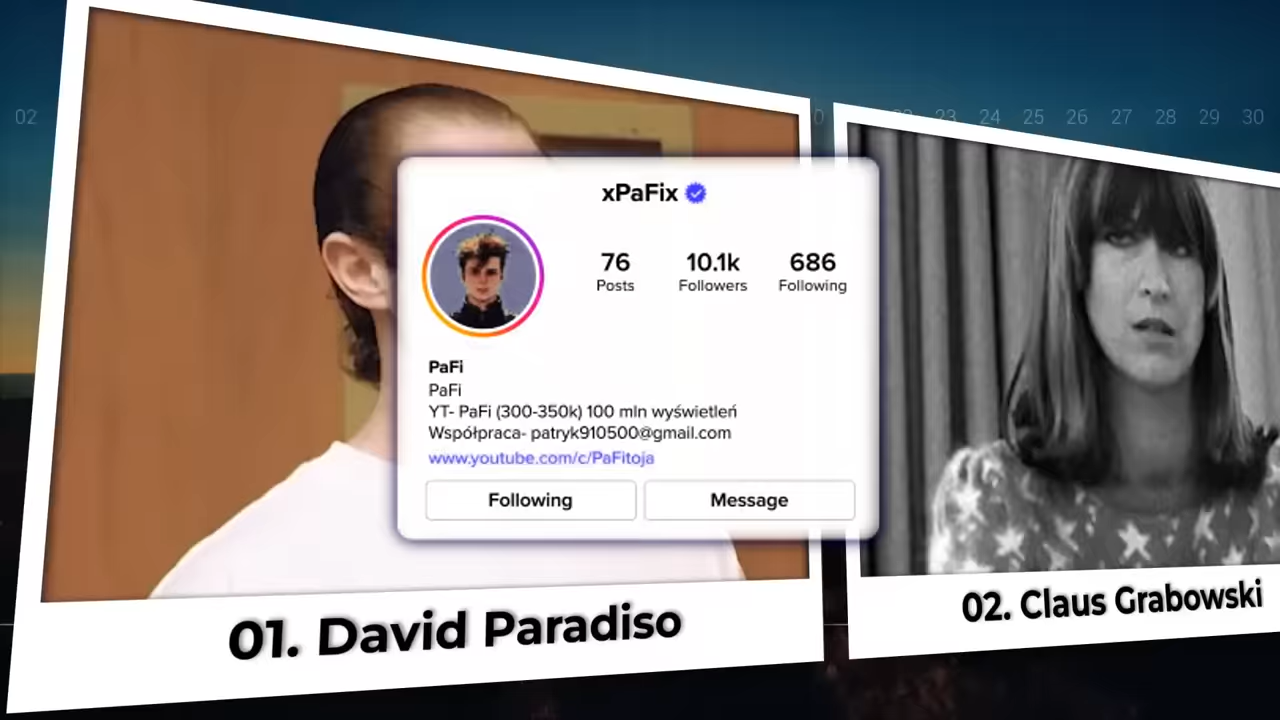 02
0
22 23 24 25 26 27 28 29 30
xPaFix
76 10.1k 686
Posts Followers Following
PaFi
PaFi
YT- PaFi (300-350k) 100 mln wyświetleń
Współpraca- patryk910500@gmail.com
www.youtube.com/c/PaFitoja
Following Message
01. David Paradiso
02. Claus Grabowski